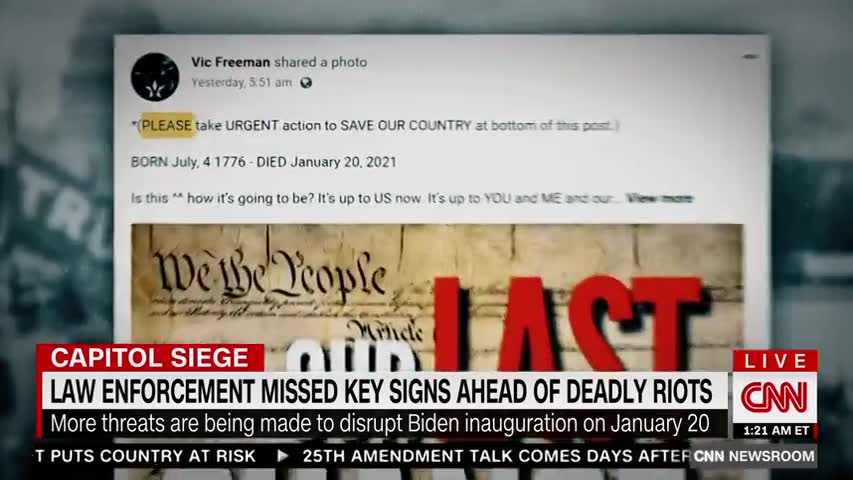 Vic Freeman shared a photo
Yesterday, 5:51 am
*(PLEASE take URGENT action to SAVE OUR COUNTRY at bottom of this post.)
BORN July, 4 1776 - DIED January 20, 2021
Is this ^^ how it's going to be? It's up to US now. It's up to YOU and ME and our... View more
We the People
Article
OUR LAST
CAPITOL SIEGE
LAW ENFORCEMENT MISSED KEY SIGNS AHEAD OF DEADLY RIOTS
More threats are being made to disrupt Biden inauguration on January 20
LIVE
CNN
1:21 AM ET
T PUTS COUNTRY AT RISK
25TH AMENDMENT TALK COMES DAYS AFTER
CNN NEWSROOM
TRU